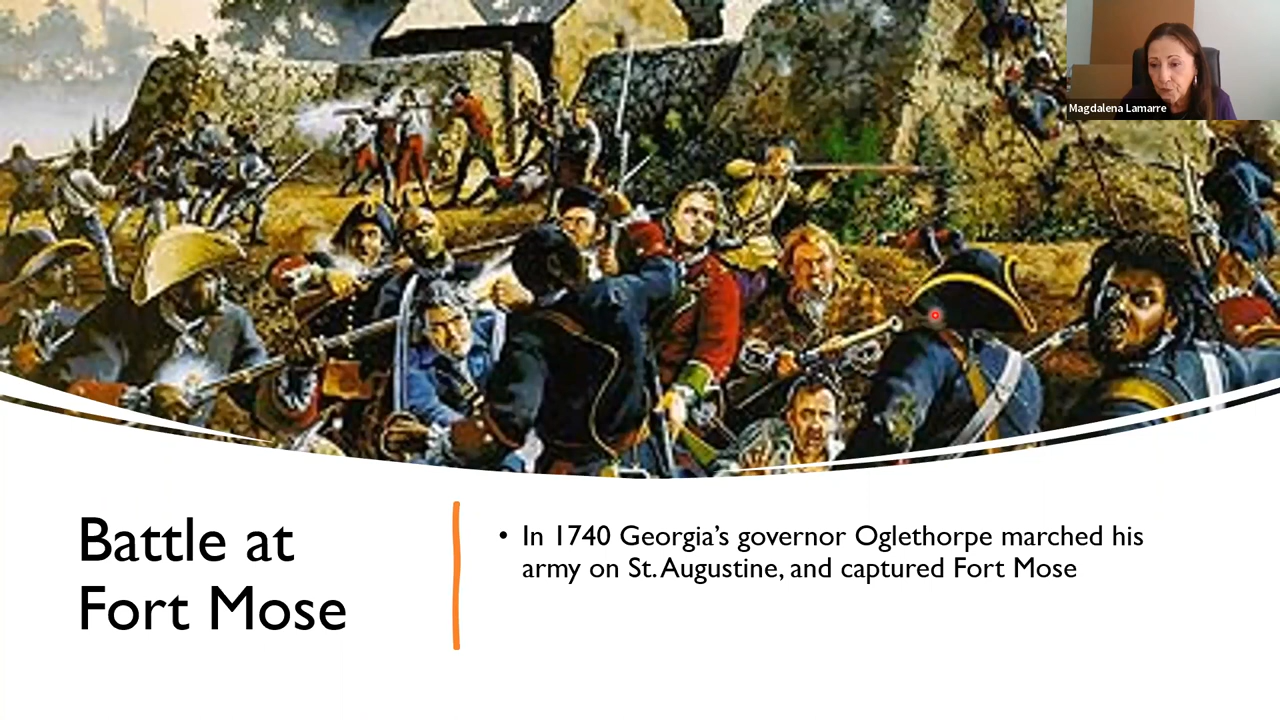 Magdalena Lamarre
Battle at
Fort Mose
• In 1740 Georgia’s governor Oglethorpe marched his
army on St. Augustine, and captured Fort Mose